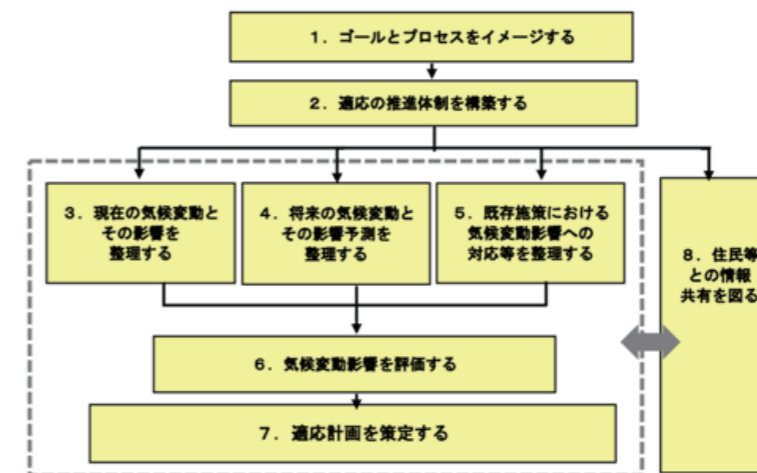 1．ゴールとプロセスをイメージする
2．適応の推進体制を構築する
3．現在の気候変動と
その影響を
整理する
4．将来の気候変動と
その影響予測を
整理する
5．既存施策における
気候変動影響への
対応等を整理する
8．住民等
との情報
共有を図る
6．気候変動影響を評価する
7．適応計画を策定する